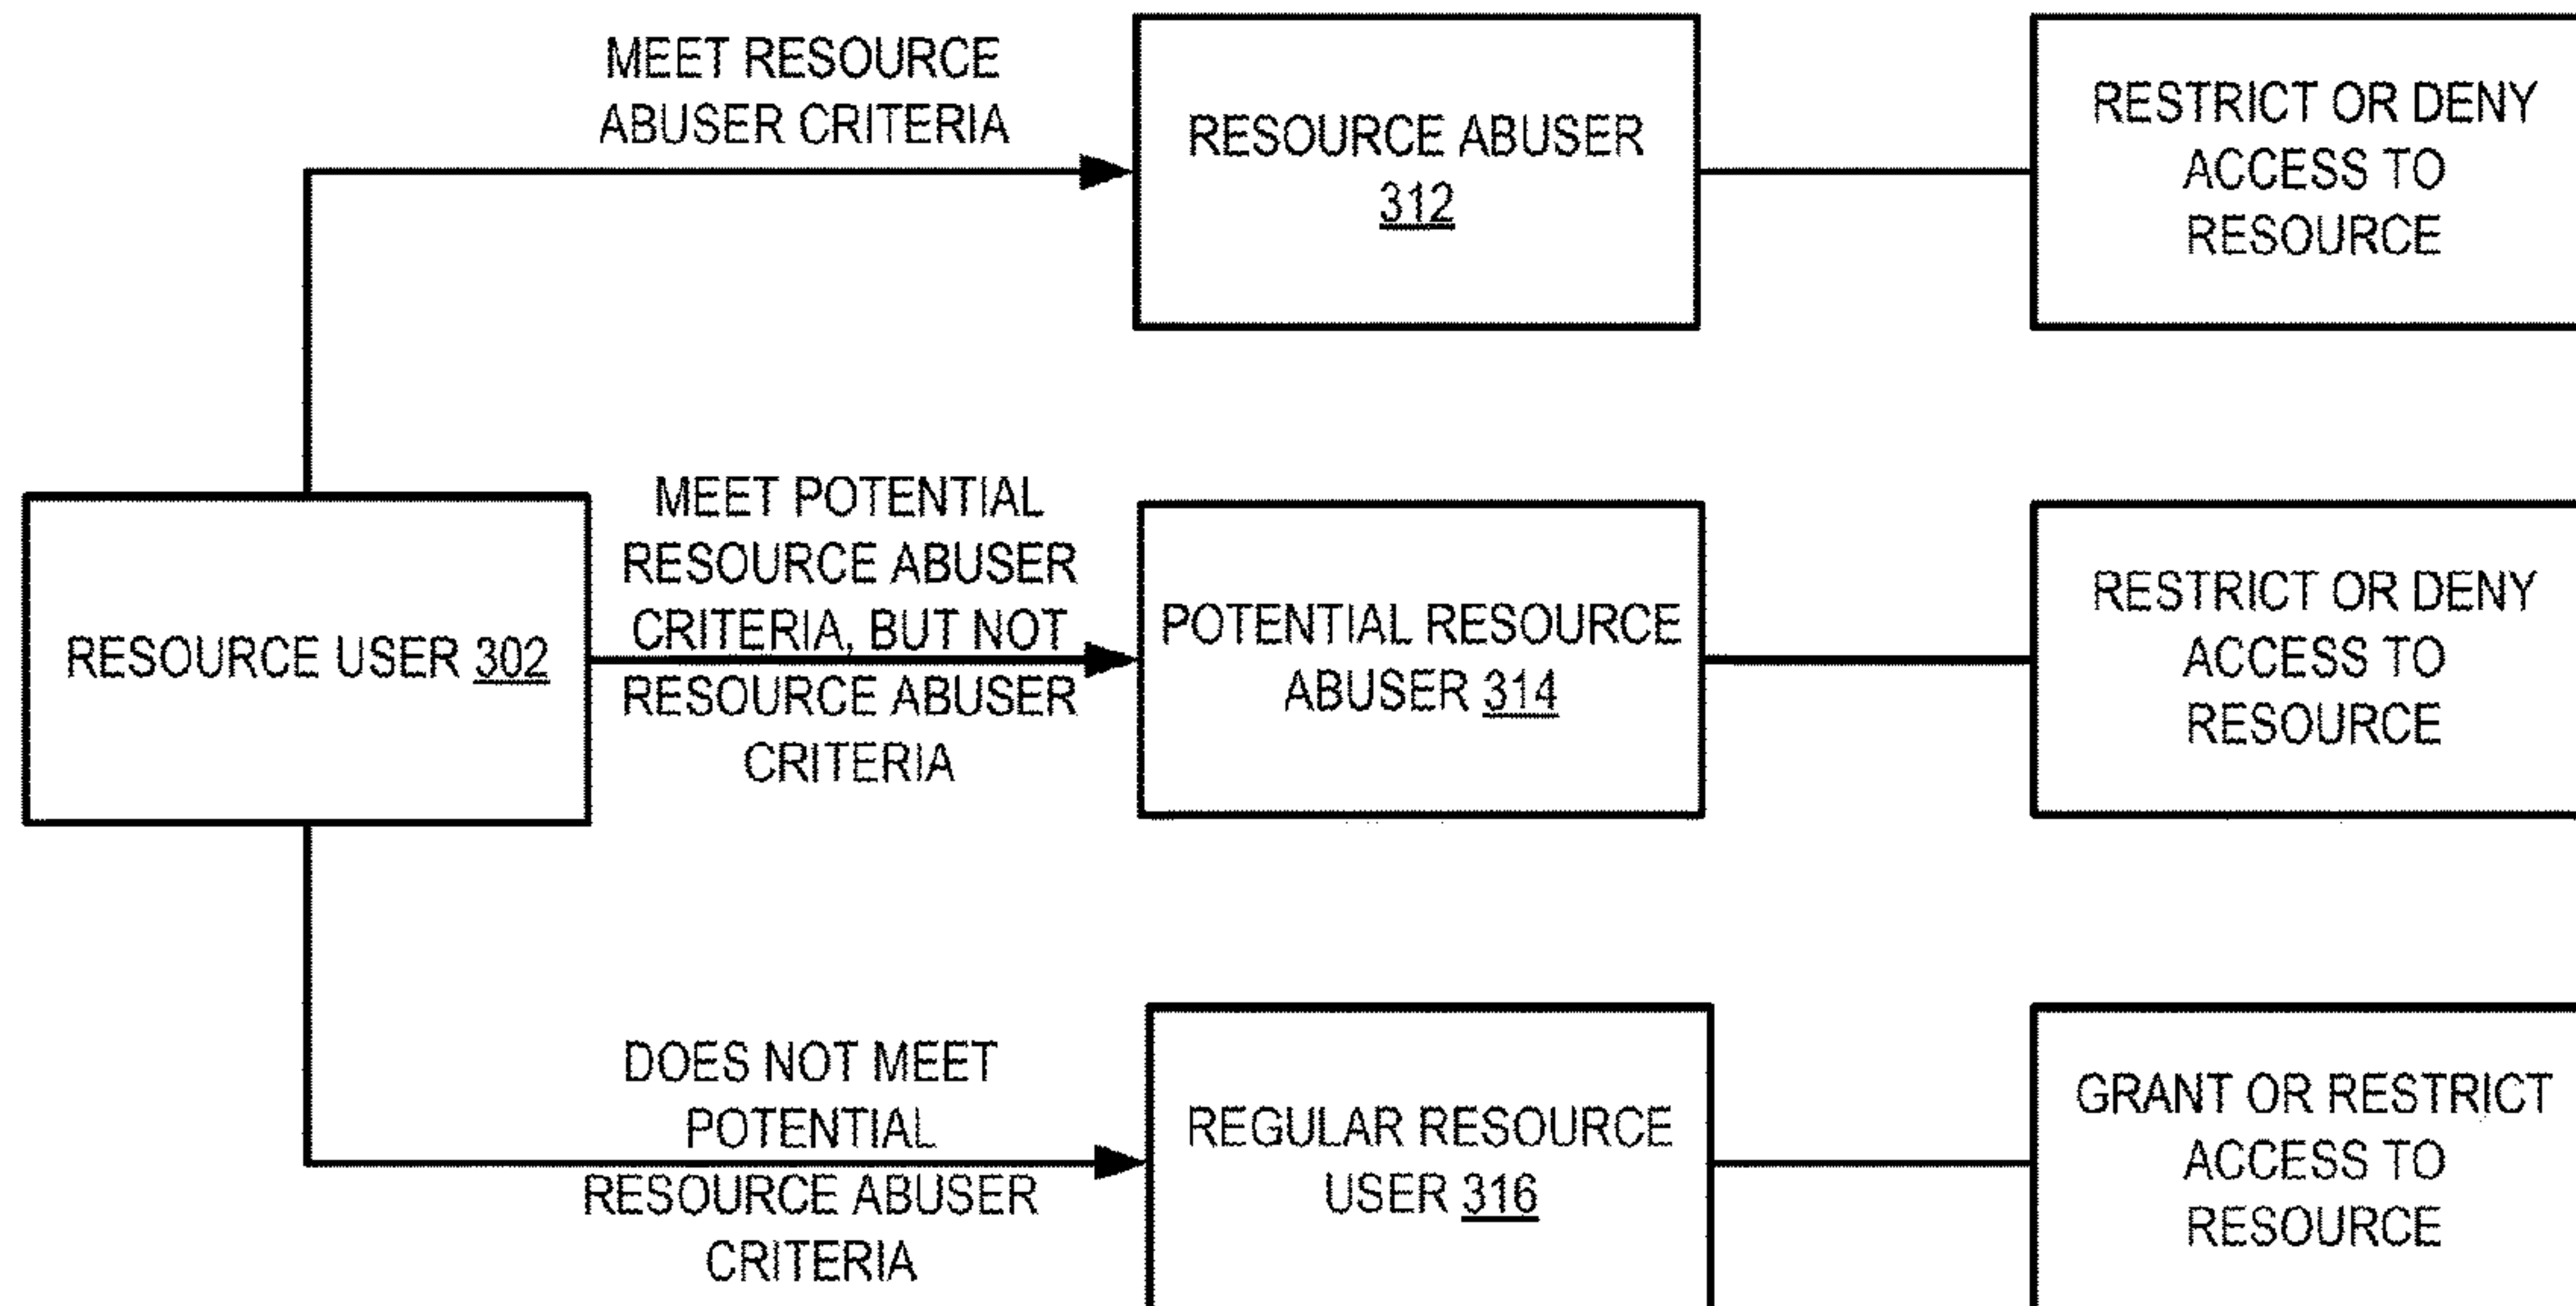 MEET RESOURCE
ABUSER CRITERIA
RESOURCE ABUSER
312
RESTRICT OR DENY
ACCESS TO
RESOURCE
RESOURCE USER 302
MEET POTENTIAL
RESOURCE ABUSER
CRITERIA, BUT NOT
RESOURCE ABUSER
CRITERIA
POTENTIAL RESOURCE
ABUSER 314
RESTRICT OR DENY
ACCESS TO
RESOURCE
DOES NOT MEET
POTENTIAL
RESOURCE ABUSER
CRITERIA
REGULAR RESOURCE
USER 316
GRANT OR RESTRICT
ACCESS TO
RESOURCE